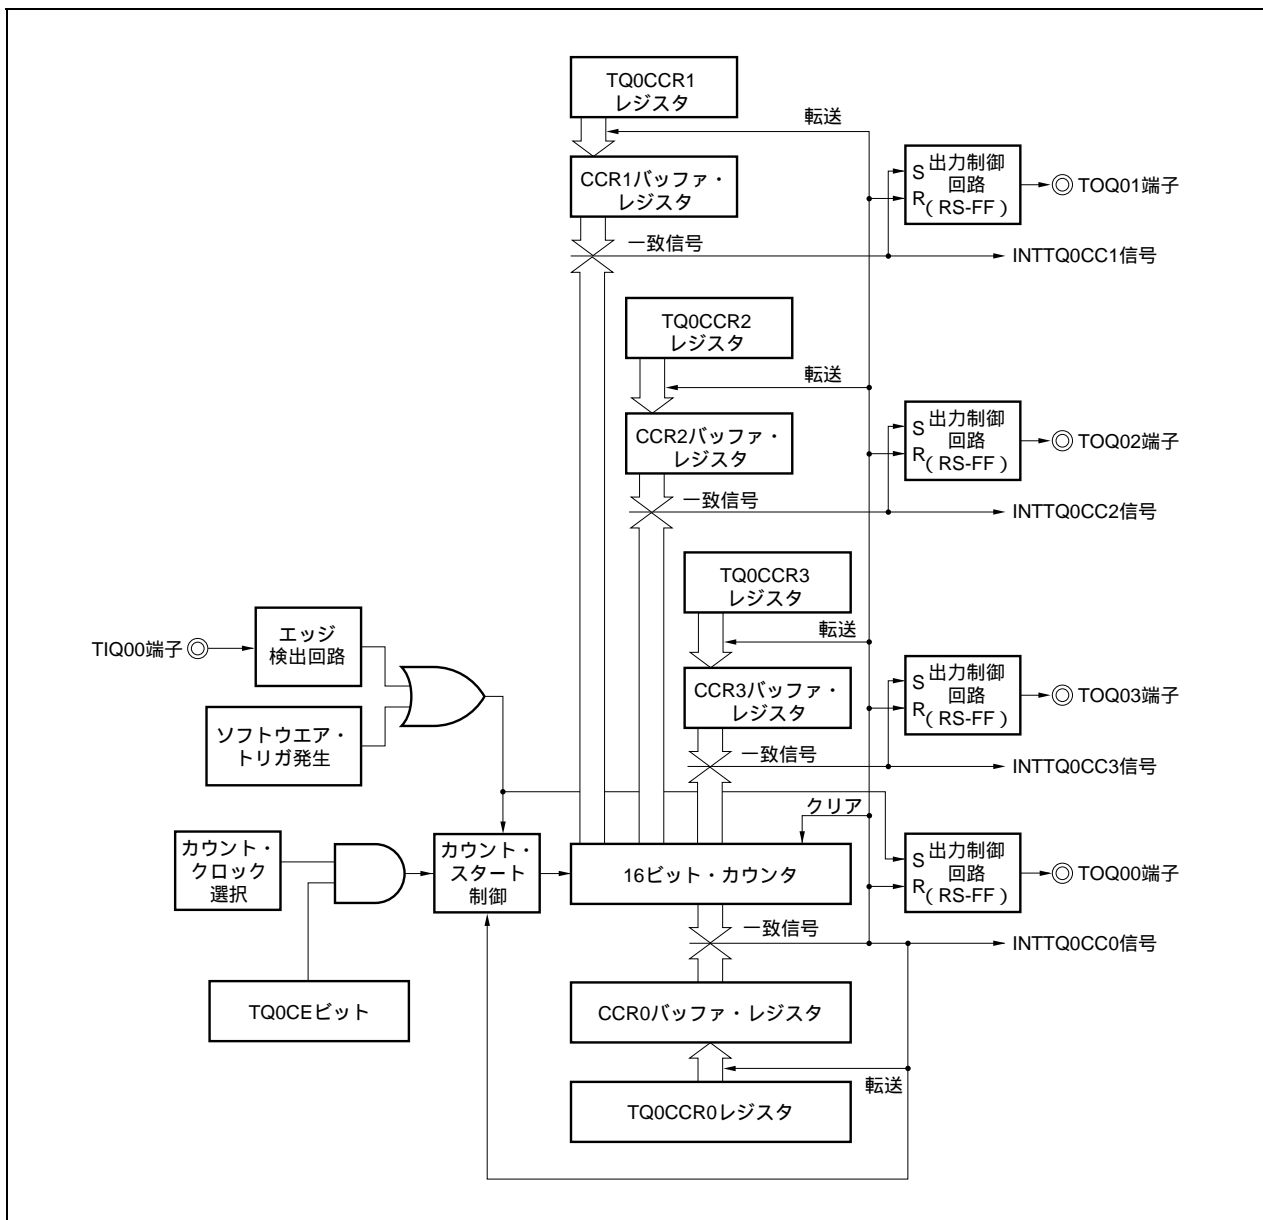 TQ0CCR1
レジスタ
転送
CCR1バッファ・
レジスタ
S 出力制御
回路
R（RS-FF）
TOQ01端子
一致信号
INTTQ0CC1信号
TQ0CCR2
レジスタ
転送
CCR2バッファ・
レジスタ
S 出力制御
回路
R（RS-FF）
TOQ02端子
一致信号
INTTQ0CC2信号
TQ0CCR3
レジスタ
転送
TIQ00端子
エッジ
検出回路
CCR3バッファ・
レジスタ
S 出力制御
回路
R（RS-FF）
TOQ03端子
ソフトウエア・
トリガ発生
一致信号
INTTQ0CC3信号
クリア
カウント・
クロック
選択
カウント・
スタート
制御
16ビット・カウンタ
S 出力制御
回路
R（RS-FF）
TOQ00端子
一致信号
INTTQ0CC0信号
TQ0CEビット
CCR0バッファ・レジスタ
転送
TQ0CCR0レジスタ